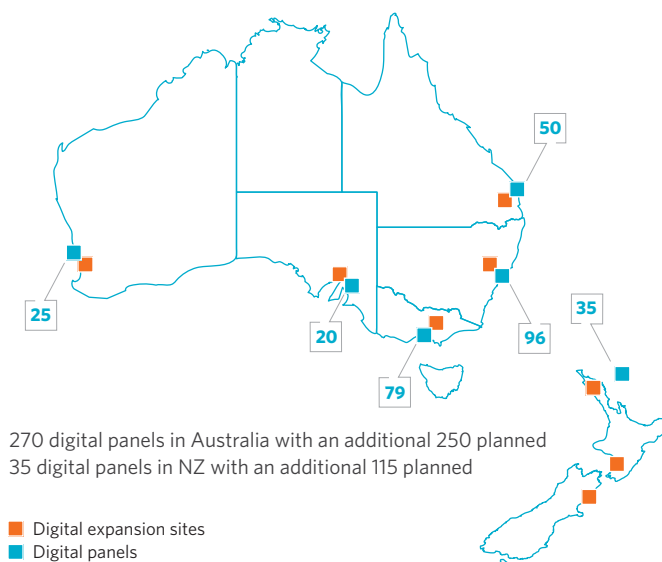 50
25
20
96
35
79
270 digital panels in Australia with an additional 250 planned
35 digital panels in NZ with an additional 115 planned
Digital expansion sites
Digital panels